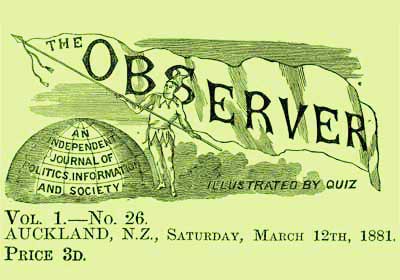 THE
OBSERVER
AN
INDEPENDENT
JOURNAL OF
POLITICS, INFORMATION
AND SOCIETY
ILLUSTRATED BY QUIZ
VOL. 1.—No. 26.
AUCKLAND, N.Z., SATURDAY, MARCH 12TH, 1881.
PRICE 3D.